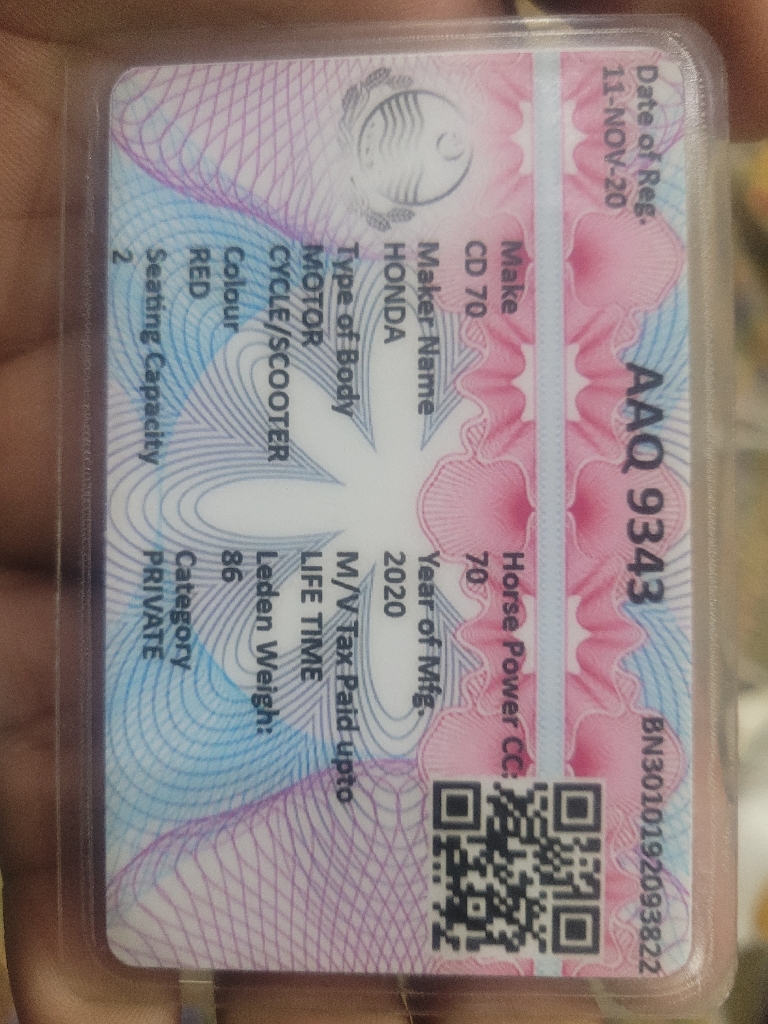 Date of Reg.
11-NOV-20
AAQ 9343
BN3010192093822
Make
CD 70
Horse Power CC:
70
Maker Name
HONDA
Year of Mfg.
2020
Type of Body
MOTOR
CYCLE/SCOOTER
M/V Tax Paid upto
LIFE TIME
Colour
RED
Leden Weigh:
86
Seating Capacity
2
Category
PRIVATE